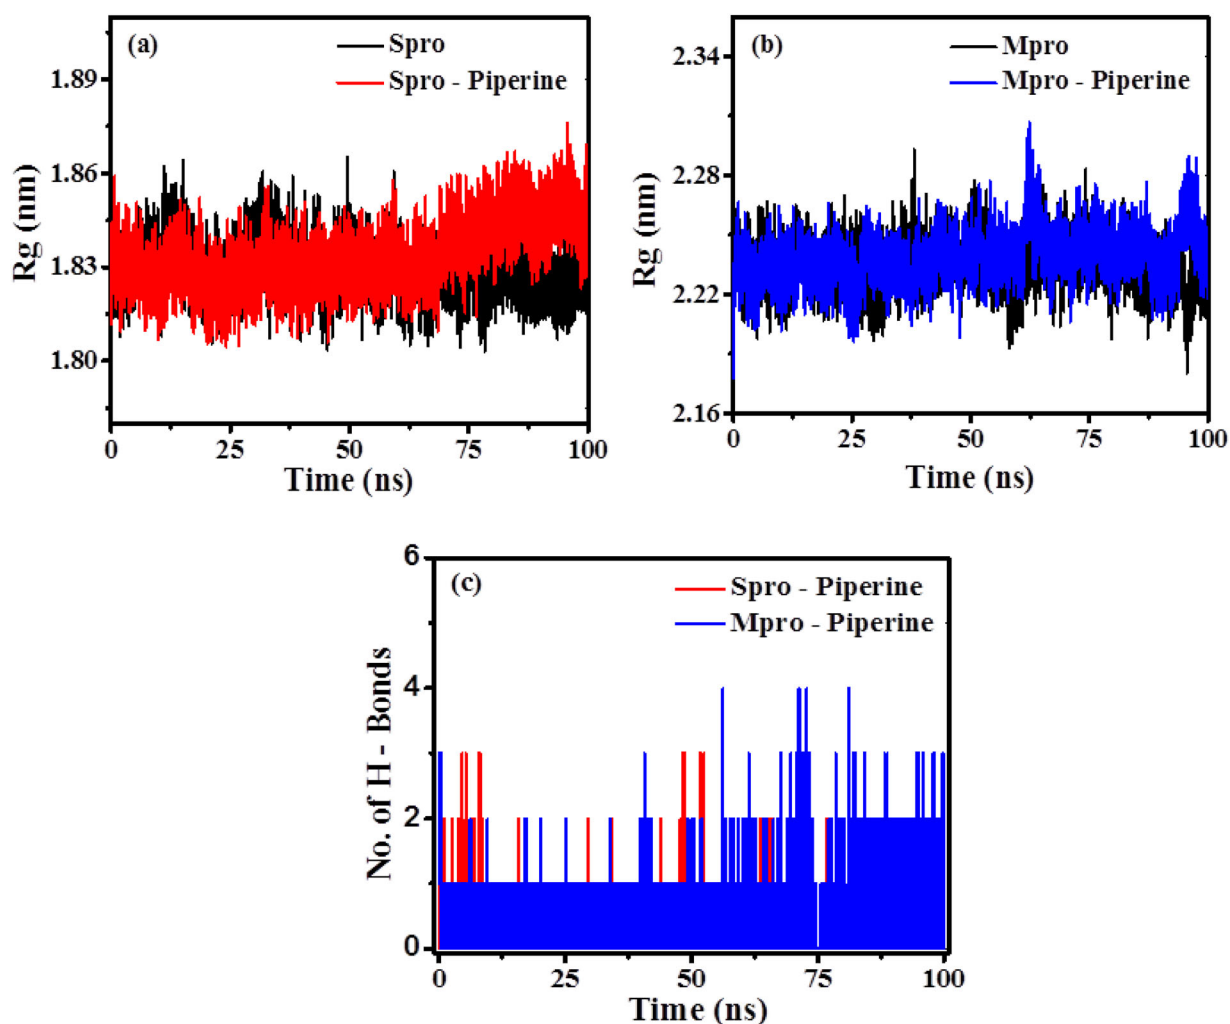 (a)
Spro
Spro - Piperine
1.89
1.86
1.83
1.80
Rg (nm)
0 25 50 75 100
Time (ns)
(b)
Mpro
Mpro - Piperine
2.34
2.28
2.22
2.16
Rg (nm)
0 25 50 75 100
Time (ns)
(c)
Spro - Piperine
Mpro - Piperine
6
4
2
0
No. of H - Bonds
0 25 50 75 100
Time (ns)